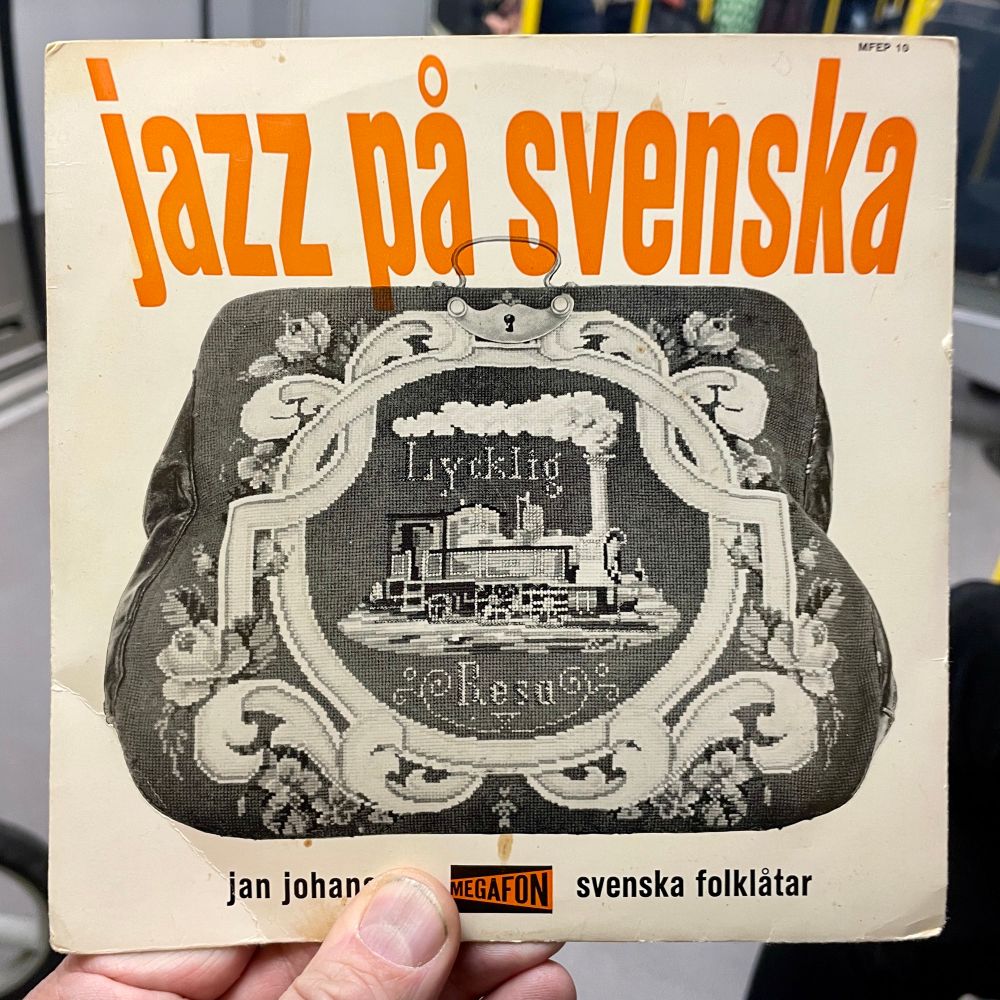 MFEP 10
jazz på svenska
Lycklig
Resa
jan johans
MEGAFON
svenska folklåtar